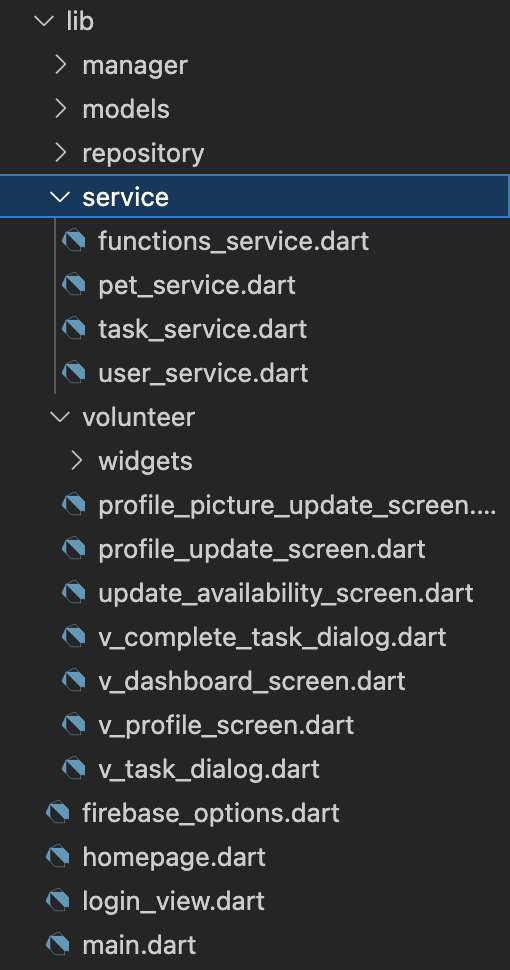 lib
manager
models
repository
service
functions_service.dart
pet_service.dart
task_service.dart
user_service.dart
volunteer
widgets
profile_picture_update_screen....
profile_update_screen.dart
update_availability_screen.dart
v_complete_task_dialog.dart
v_dashboard_screen.dart
v_profile_screen.dart
v_task_dialog.dart
firebase_options.dart
homepage.dart
login_view.dart
main.dart